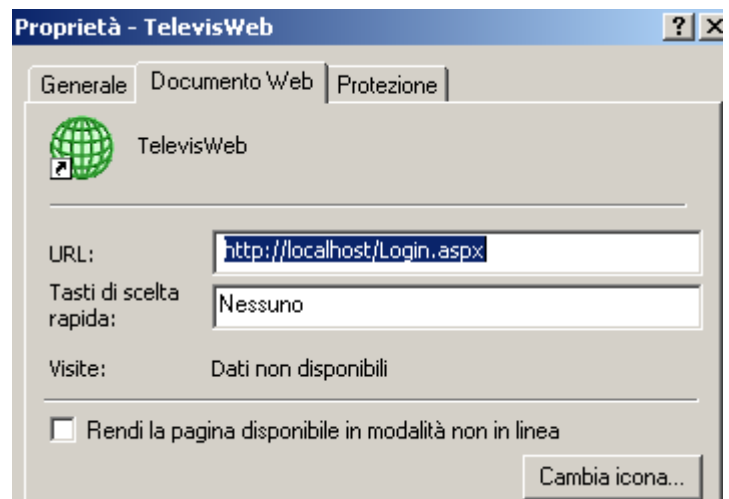 Proprietà - TelevisWeb
Generale Documento Web Protezione
TelevisWeb
URL: http://localhost/Login.aspx
Tasti di scelta
rapida: Nessuno
Visite: Dati non disponibili
Rendi la pagina disponibile in modalità non in linea
Cambia icona...